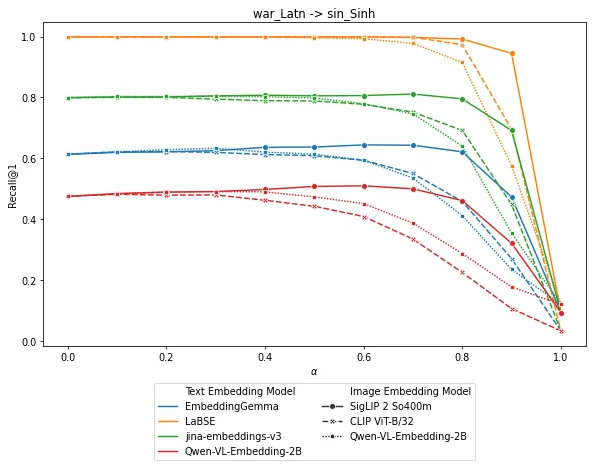 war_Latn -> sin_Sinh
1.0
0.8
0.6
0.4
0.2
0.0
Recall@1
0.0 0.2 0.4 0.6 0.8 1.0
α
Text Embedding Model Image Embedding Model
EmbeddingGemma SigLIP 2 So400m
LaBSE CLIP ViT-B/32
jina-embeddings-v3 Qwen-VL-Embedding-2B
Qwen-VL-Embedding-2B